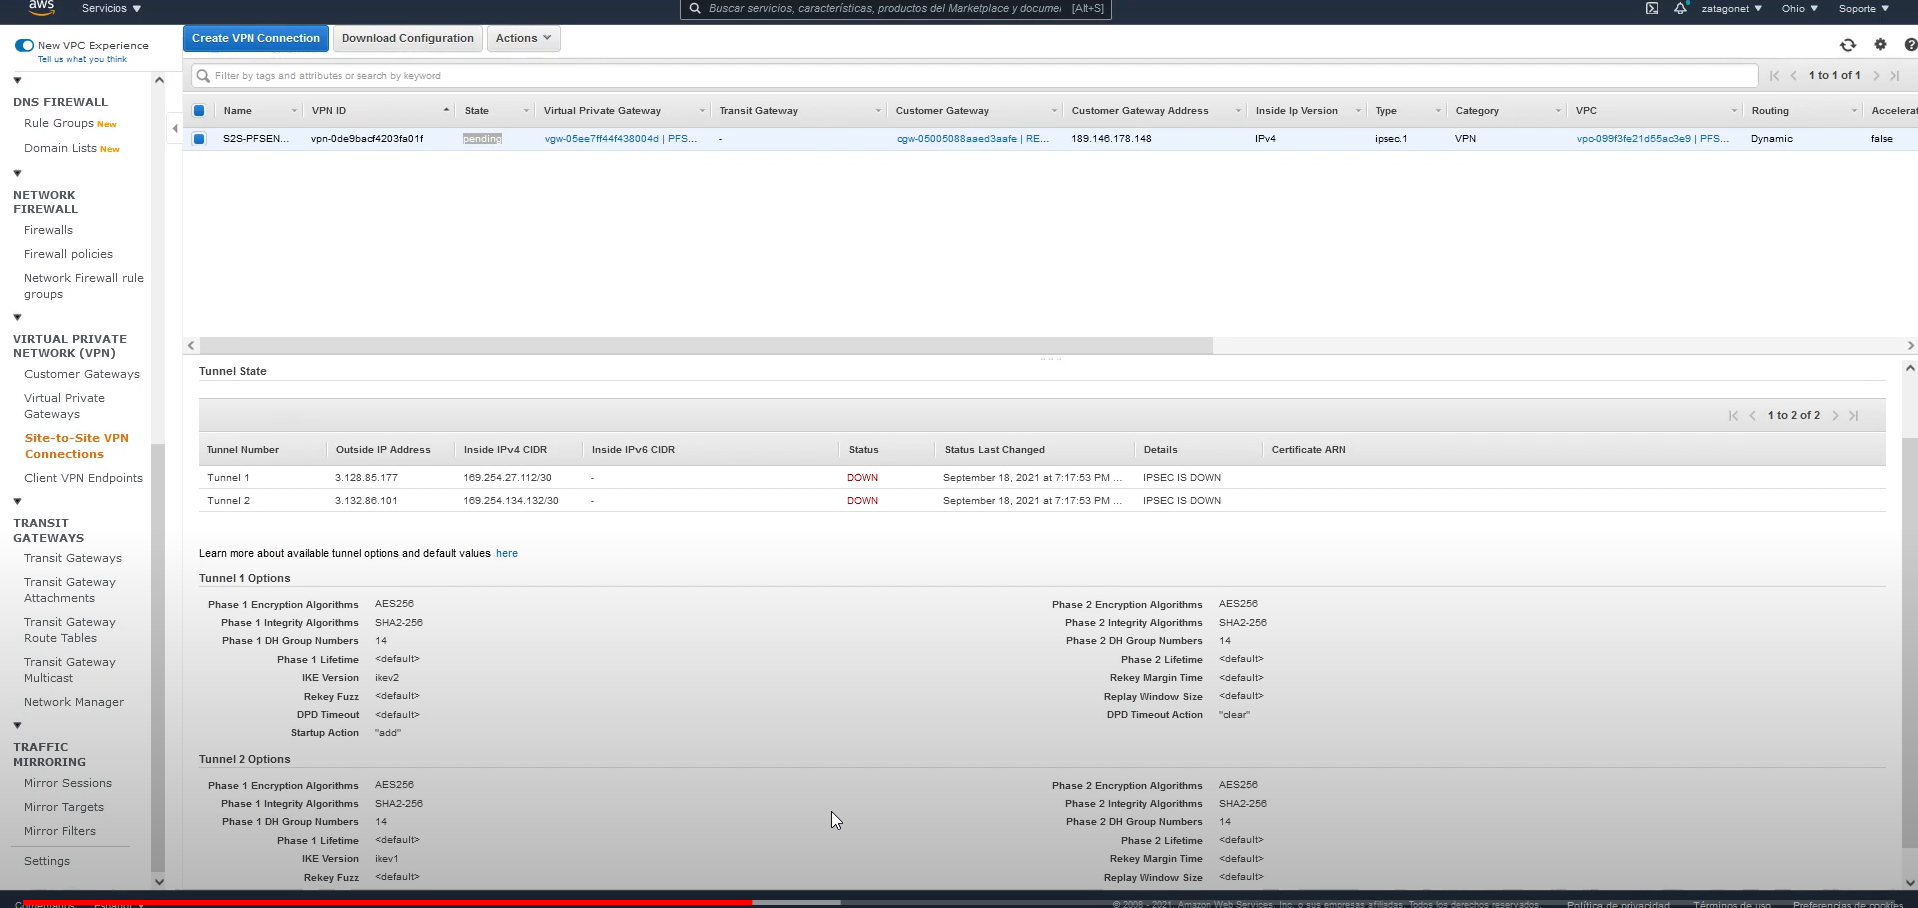 aws
Servicios
Buscar servicios, características, productos del Marketplace y documen [Alt+S]
zatagonet
Ohio
Soporte
New VPC Experience
Tell us what you think
DNS FIREWALL
Rule Groups New
Domain Lists New
NETWORK
FIREWALL
Firewalls
Firewall policies
Network Firewall rule
groups
VIRTUAL PRIVATE
NETWORK (VPN)
Customer Gateways
Virtual Private
Gateways
Site-to-Site VPN
Connections
Client VPN Endpoints
TRANSIT
GATEWAYS
Transit Gateways
Transit Gateway
Attachments
Transit Gateway
Route Tables
Transit Gateway
Multicast
Network Manager
TRAFFIC
MIRRORING
Mirror Sessions
Mirror Targets
Mirror Filters
Settings
Create VPN Connection
Download Configuration
Actions
Filter by tags and attributes or search by keyword
1 to 1 of 1
Name VPN ID State Virtual Private Gateway Transit Gateway Customer Gateway Customer Gateway Address Inside Ip Version Type Category VPC Routing Accelerat
S2S-PFSEN... vpn-0de9bacf4203fa01f pending vgw-05ee7ff44f438004d | PFS... - cgw-05005088aaed3aafe | RE... 189.146.178.148 IPv4 ipsec.1 VPN vpc-099f3fe21d55ac3e9 | PFS... Dynamic false
Tunnel State
1 to 2 of 2
Tunnel Number Outside IP Address Inside IPv4 CIDR Inside IPv6 CIDR Status Status Last Changed Details Certificate ARN
Tunnel 1 3.128.85.177 169.254.27.112/30 - DOWN September 18, 2021 at 7:17:53 PM ... IPSEC IS DOWN
Tunnel 2 3.132.86.101 169.254.134.132/30 - DOWN September 18, 2021 at 7:17:53 PM ... IPSEC IS DOWN
Learn more about available tunnel options and default values here
Tunnel 1 Options
Phase 1 Encryption Algorithms AES256 Phase 2 Encryption Algorithms AES256
Phase 1 Integrity Algorithms SHA2-256 Phase 2 Integrity Algorithms SHA2-256
Phase 1 DH Group Numbers 14 Phase 2 DH Group Numbers 14
Phase 1 Lifetime <default> Phase 2 Lifetime <default>
IKE Version ikev2 Rekey Margin Time <default>
Rekey Fuzz <default> Replay Window Size <default>
DPD Timeout <default> DPD Timeout Action "clear"
Startup Action "add"
Tunnel 2 Options
Phase 1 Encryption Algorithms AES256 Phase 2 Encryption Algorithms AES256
Phase 1 Integrity Algorithms SHA2-256 Phase 2 Integrity Algorithms SHA2-256
Phase 1 DH Group Numbers 14 Phase 2 DH Group Numbers 14
Phase 1 Lifetime <default> Phase 2 Lifetime <default>
IKE Version ikev1 Rekey Margin Time <default>
Rekey Fuzz <default> Replay Window Size <default>
Comentarios Español © 2008 - 2021, Amazon Web Services, Inc. o sus empresas afiliadas. Todos los derechos reservados. Política de privacidad Términos de uso Preferencias de cookies